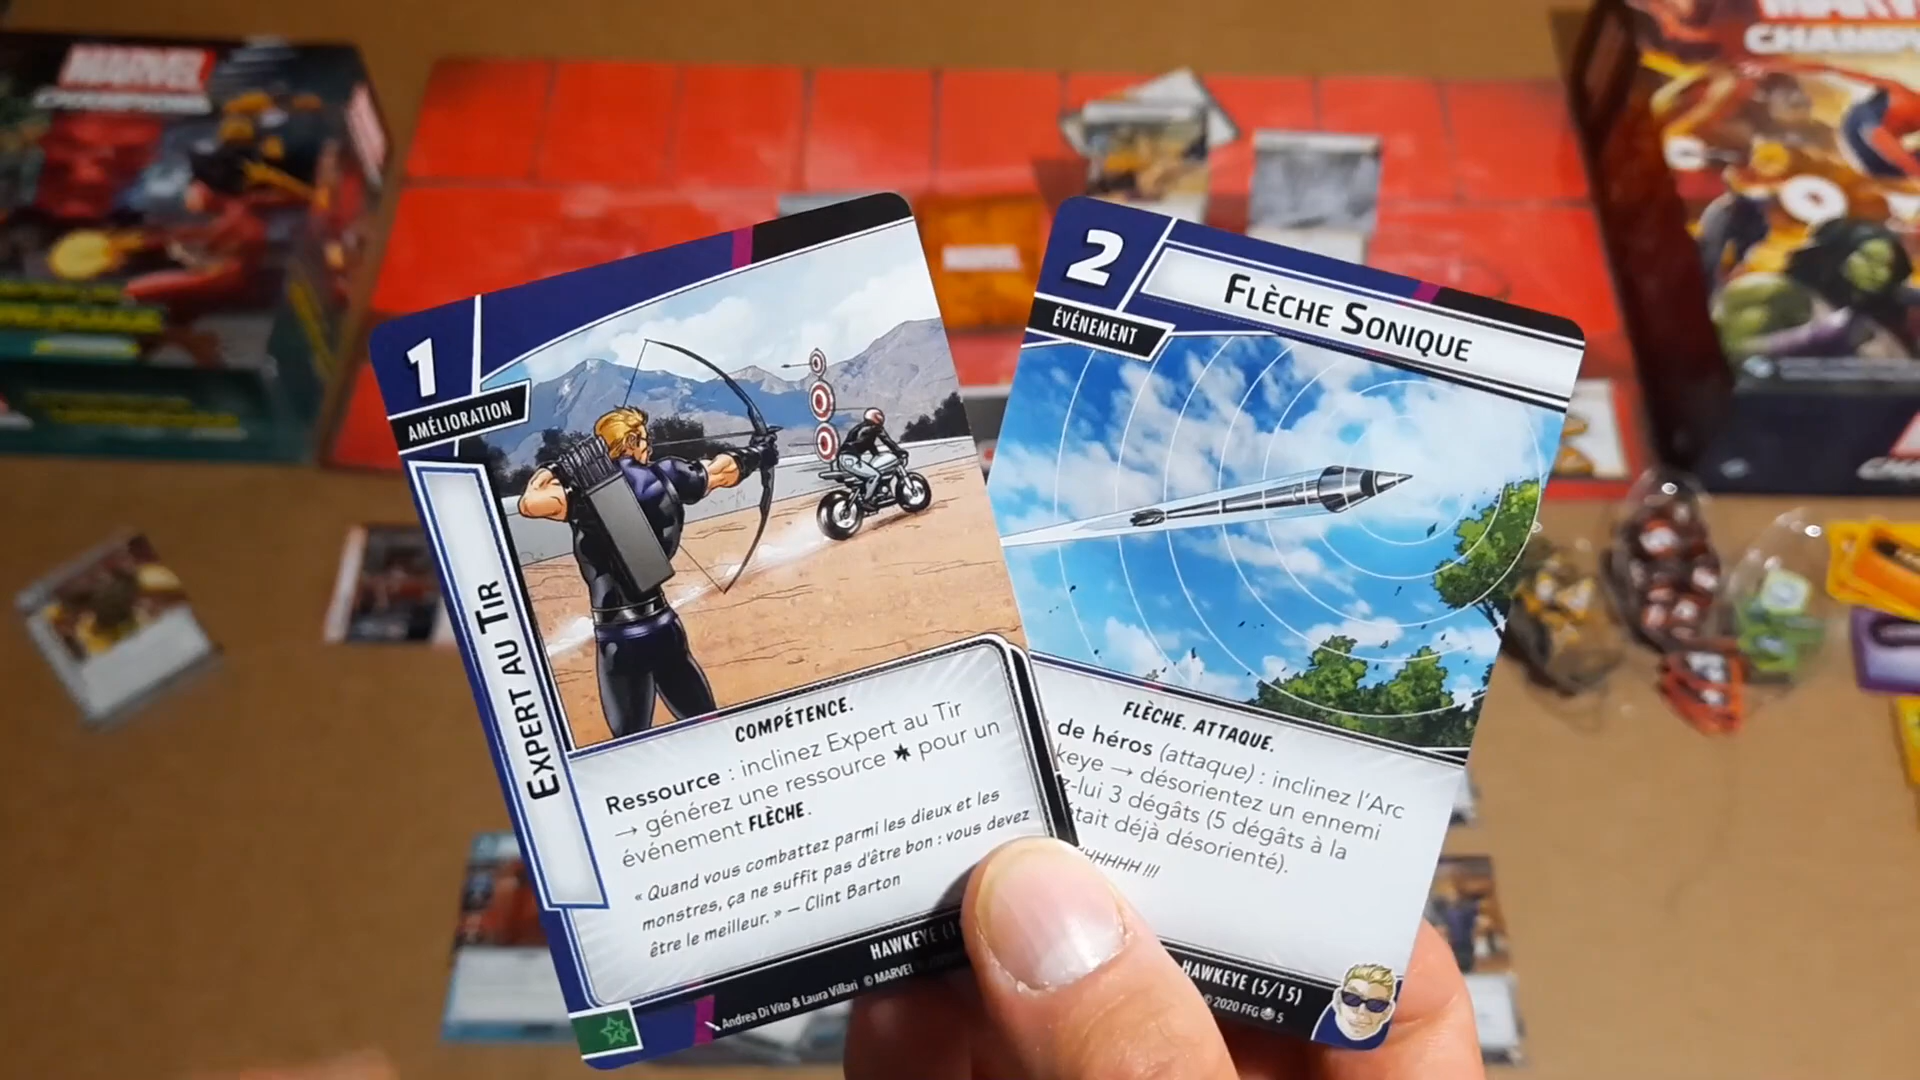 MARVEL
CHAMPIONS
1
AMÉLIORATION
EXPERT AU TIR
COMPÉTENCE.
Ressource : inclinez Expert au Tir
→ générez une ressource pour un
événement FLÈCHE.
« Quand vous combattez parmi les dieux et les
monstres, ça ne suffit pas d'être bon : vous devez
être le meilleur. » — Clint Barton
HAWKEYE
Andrea Di Vito & Laura Villari © MARVEL
2
ÉVÉNEMENT
FLÈCHE SONIQUE
FLÈCHE. ATTAQUE.
de héros (attaque) : inclinez l'Arc
keye → désorientez un ennemi
z-lui 3 dégâts (5 dégâts à la
était déjà désorienté).
HHHHH !!!
HAWKEYE (5/15)
© 2020 FFG 5